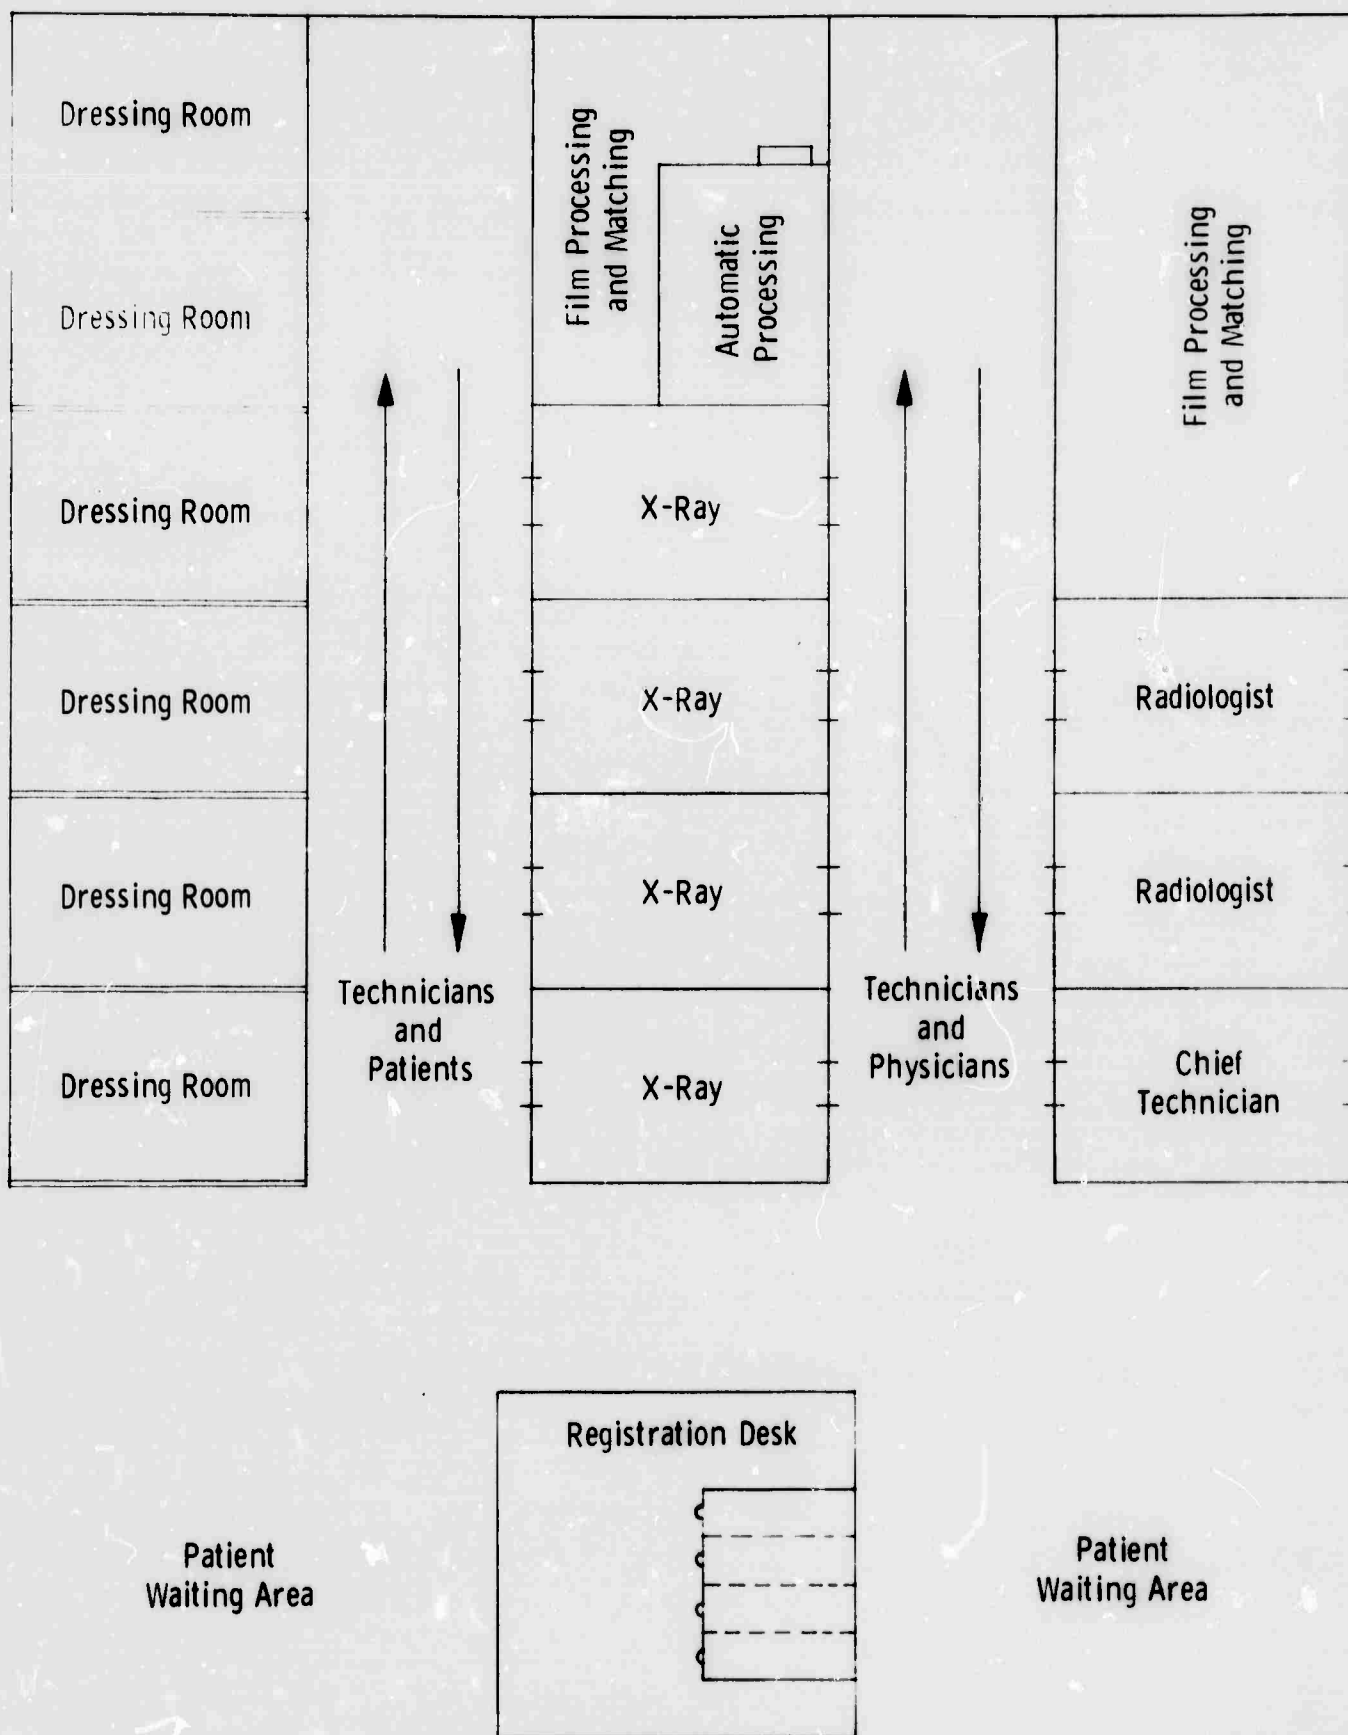 Dressing Room
Dressing Room
Dressing Room
Dressing Room
Dressing Room
Dressing Room
Technicians
and
Patients
Film Processing
and Matching
Automatic
Processing
X-Ray
X-Ray
X-Ray
X-Ray
Technicians
and
Physicians
Film Processing
and Matching
Radiologist
Radiologist
Chief
Technician
Registration Desk
Patient
Waiting Area
Patient
Waiting Area